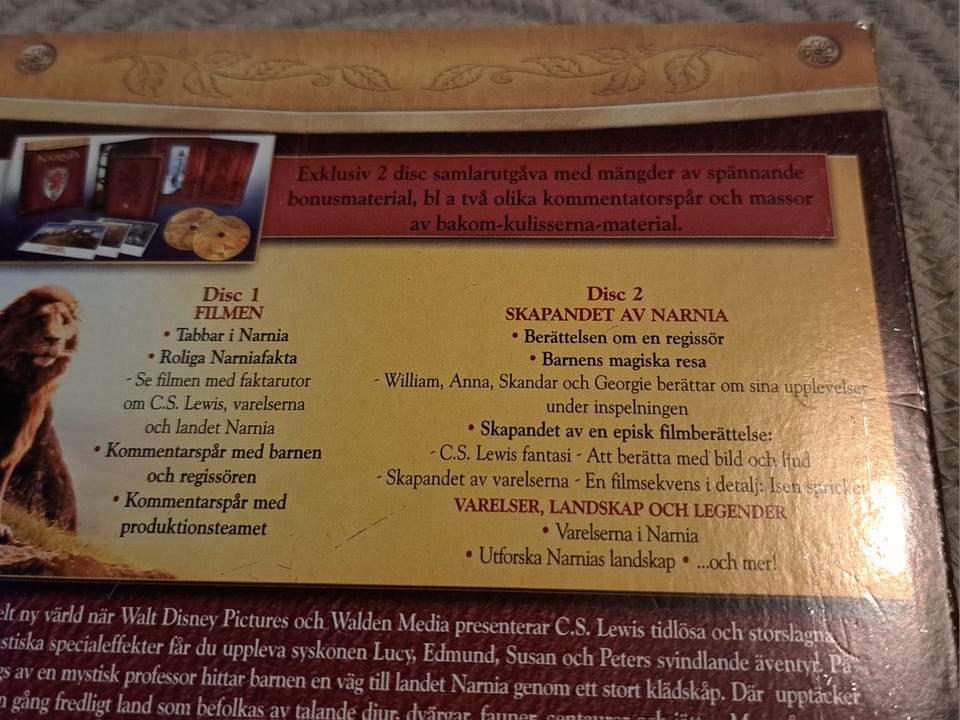 NARNIA
Exklusiv 2 disc samlarutgåva med mängder av spännande
bonusmaterial, bl a två olika kommentatorspår och massor
av bakom-kulisserna-material.
Disc 1
FILMEN
• Tabbar i Narnia
• Roliga Narniafakta
- Se filmen med faktarutor
om C.S. Lewis, varelserna
och landet Narnia
• Kommentarspår med barnen
och regissören
• Kommentarspår med
produktionsteamet
Disc 2
SKAPANDET AV NARNIA
• Berättelsen om en regissör
• Barnens magiska resa
- William, Anna, Skandar och Georgie berättar om sina upplevelser
under inspelningen
• Skapandet av en episk filmberättelse:
- C.S. Lewis fantasi - Att berätta med bild och ljud
- Skapandet av varelserna - En filmsekvens i detalj: Isen spricker
VARELSER, LANDSKAP OCH LEGENDER
• Varelserna i Narnia
• Utforska Narnias landskap • ...och mer!
elt ny värld när Walt Disney Pictures och Walden Media presenterar C.S. Lewis tidlösa och storslagna
stiska specialeffekter får du uppleva syskonen Lucy, Edmund, Susan och Peters svindlande äventyr. På
gs av en mystisk professor hittar barnen en väg till landet Narnia genom ett stort klädskåp. Där upptäcker
n gång fredligt land som befolkas av talande djur, dvärgar, fauner, centaurer och